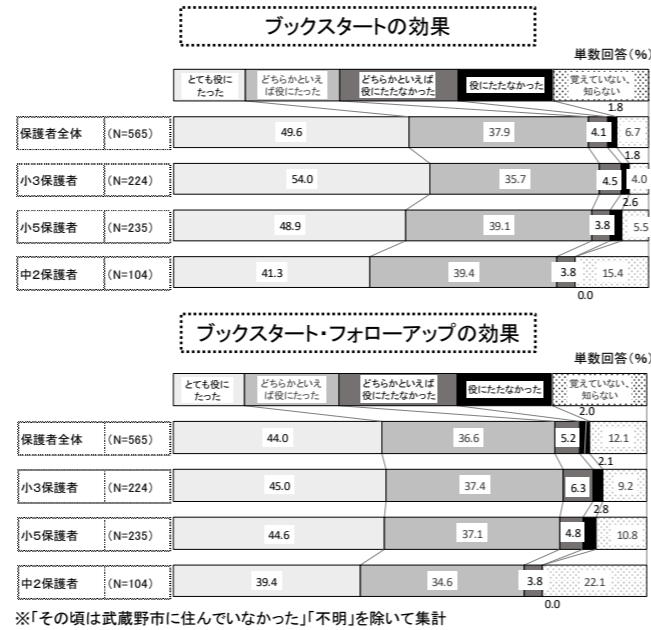 ブックスタートの効果
単数回答(%)
とても役に
たった
どちらかといえ
ば役にたった
どちらかといえば
役にたたなかった
役にたたなかった
覚えていない、
知らない
1.8
保護者全体 (N=565) 49.6 37.9 4.1 6.7
1.8
小3保護者 (N=224) 54.0 35.7 4.5 4.0
2.6
小5保護者 (N=235) 48.9 39.1 3.8 5.5
中2保護者 (N=104) 41.3 39.4 3.8 15.4
0.0
ブックスタート・フォローアップの効果
単数回答(%)
とても役に
たった
どちらかといえ
ば役にたった
どちらかといえば
役にたたなかった
役にたたなかった
覚えていない、
知らない
2.0
保護者全体 (N=565) 44.0 36.6 5.2 12.1
2.1
小3保護者 (N=224) 45.0 37.4 6.3 9.2
2.8
小5保護者 (N=235) 44.6 37.1 4.8 10.8
中2保護者 (N=104) 39.4 34.6 3.8 22.1
0.0
※「その頃は武蔵野市に住んでいなかった」「不明」を除いて集計